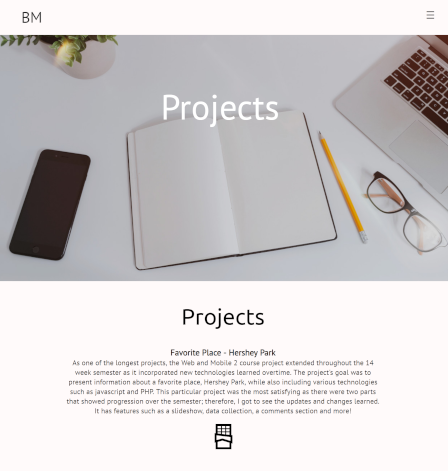 BM
Projects
Projects
Favorite Place - Hershey Park
As one of the longest projects, the Web and Mobile 2 course project extended throughout the 14
week semester as it incorporated new technologies learned overtime. The project's goal was to
present information about a favorite place, Hershey Park, while also including various technologies
such as javascript and PHP. This particular project was the most satisfying as there were two parts
that showed progression over the semester; therefore, I got to see the updates and changes learned.
It has features such as a slideshow, data collection, a comments section and more!